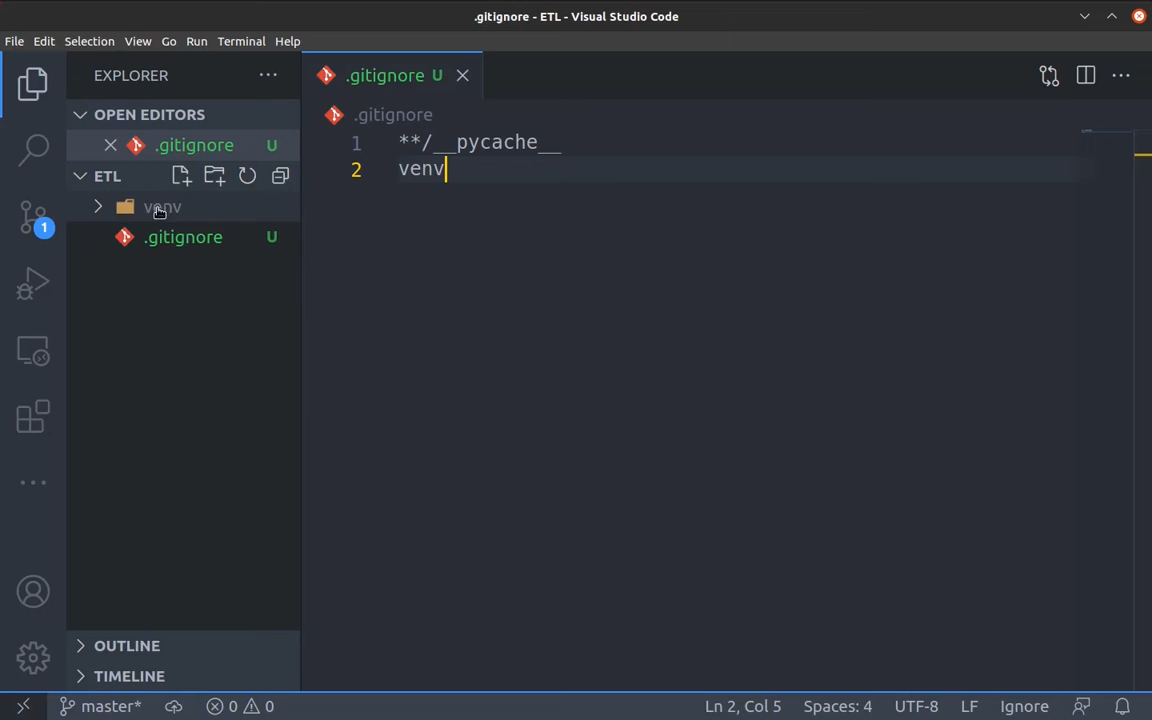 .gitignore - ETL - Visual Studio Code
File Edit Selection View Go Run Terminal Help
EXPLORER
.gitignore U
OPEN EDITORS
.gitignore
.gitignore U
1 **/__pycache__
ETL
2 venv
venv
.gitignore U
1
OUTLINE
TIMELINE
master* 0 0 Ln 2, Col 5 Spaces: 4 UTF-8 LF Ignore